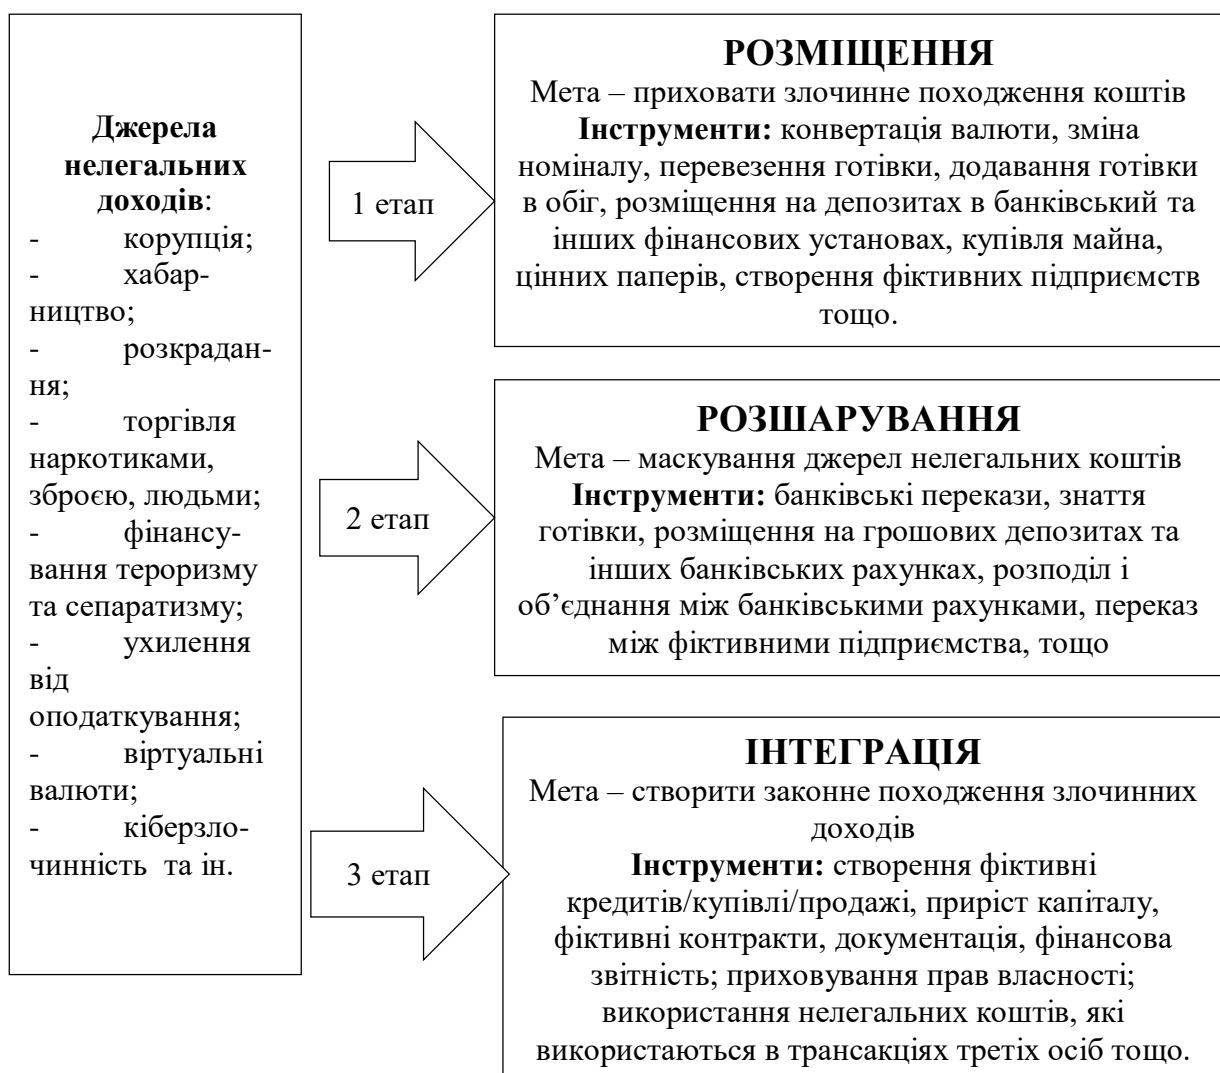 Джерела
нелегальних
доходів:
- корупція;
- хабар-
ництво;
- розкрадан-
ня;
- торгівля
наркотиками,
зброєю, людьми;
- фінансу-
вання тероризму
та сепаратизму;
- ухилення
від
оподаткування;
- віртуальні
валюти;
- кіберзло-
чинність та ін.
1 етап
РОЗМІЩЕННЯ
Мета – приховати злочинне походження коштів
Інструменти: конвертація валюти, зміна
номіналу, перевезення готівки, додавання готівки
в обіг, розміщення на депозитах в банківський та
інших фінансових установах, купівля майна,
цінних паперів, створення фіктивних підприємств
тощо.
2 етап
РОЗШАРУВАННЯ
Мета – маскування джерел нелегальних коштів
Інструменти: банківські перекази, знаття
готівки, розміщення на грошових депозитах та
інших банківських рахунках, розподіл і
об’єднання між банківськими рахунками, переказ
між фіктивними підприємства, тощо
3 етап
ІНТЕГРАЦІЯ
Мета – створити законне походження злочинних
доходів
Інструменти: створення фіктивні
кредитів/купівлі/продажі, приріст капіталу,
фіктивні контракти, документація, фінансова
звітність; приховування прав власності;
використання нелегальних коштів, які
використаються в трансакціях третіх осіб тощо.